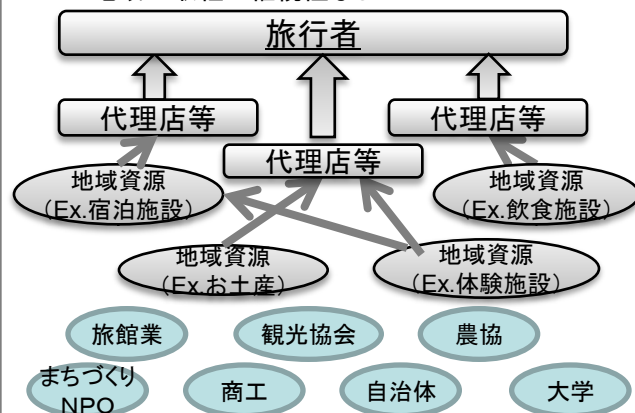 旅行者
代理店等
代理店等
代理店等
地域資源
（Ex.宿泊施設）
地域資源
（Ex.飲食施設）
地域資源
（Ex.お土産）
地域資源
（Ex.体験施設）
旅館業
観光協会
農協
まちづくり
NPO
商工
自治体
大学